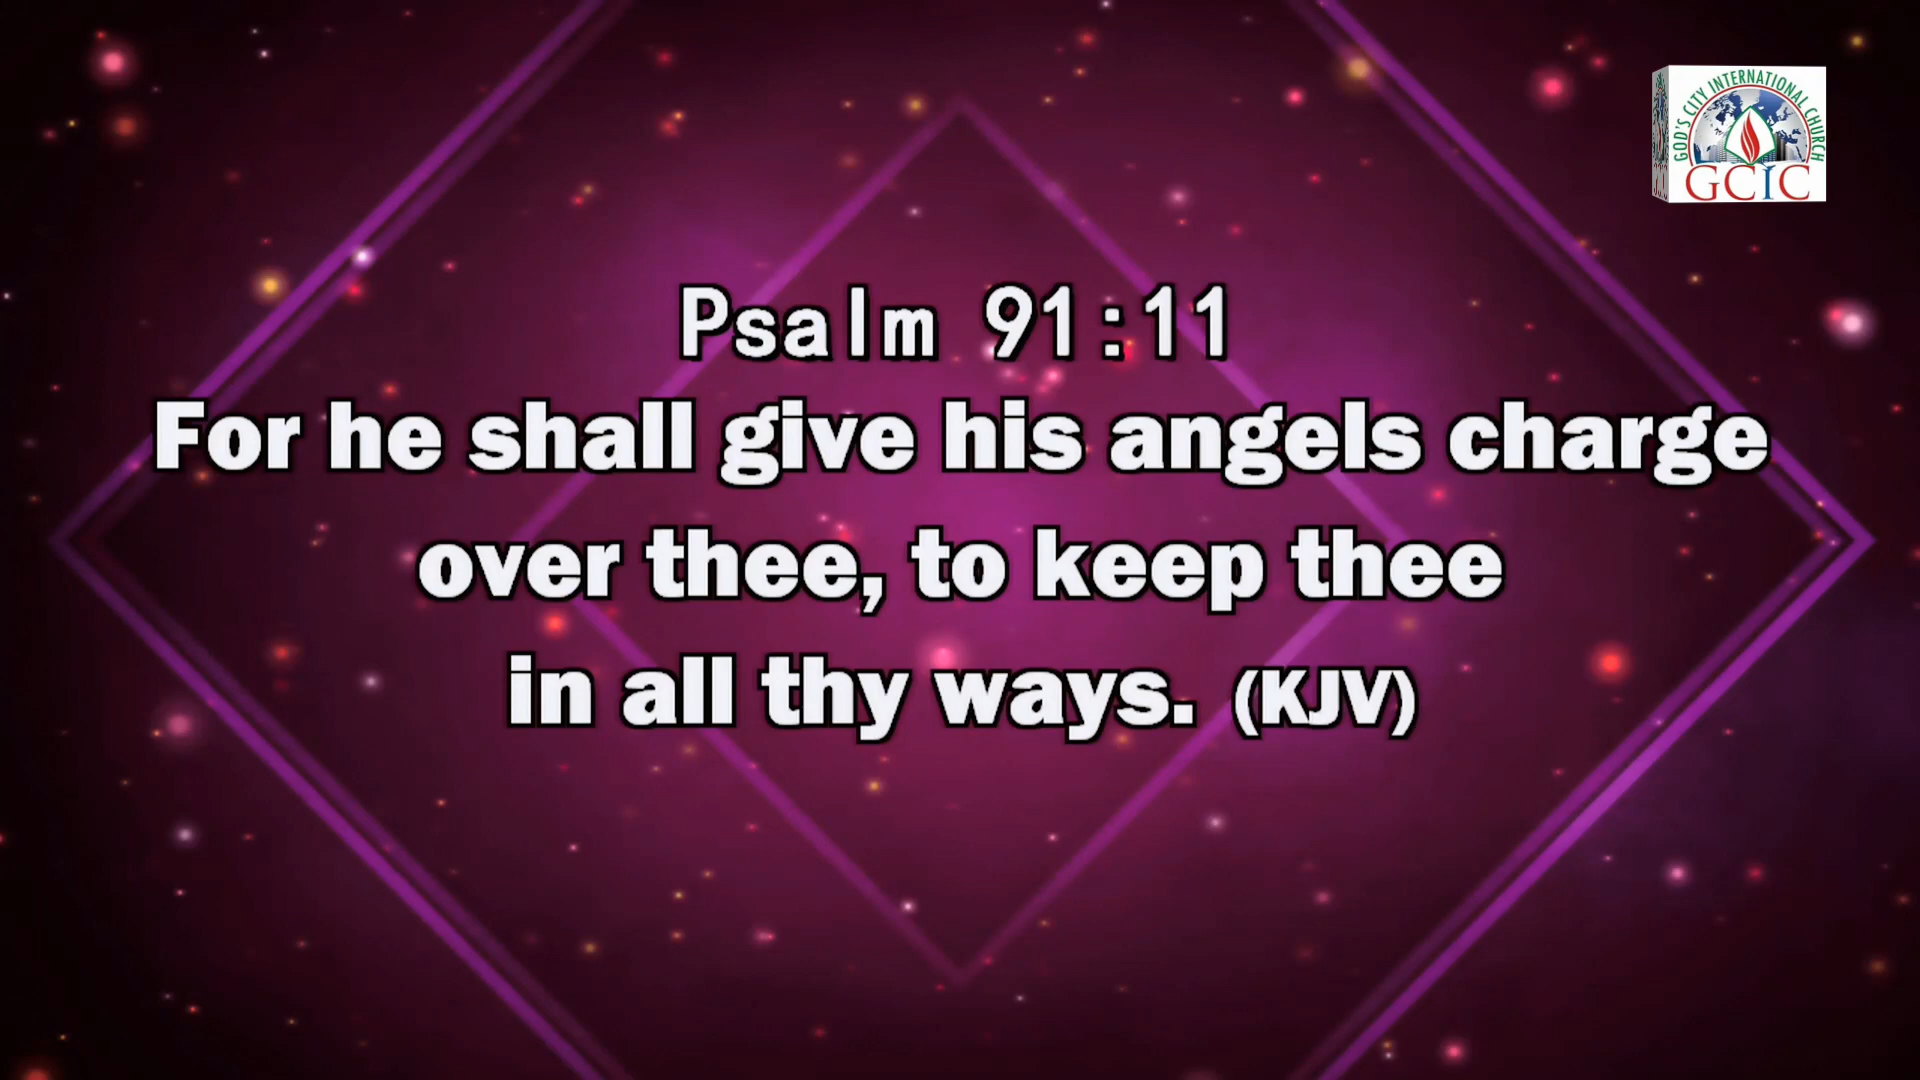 GOD'S CITY INTERNATIONAL CHURCH
GCIC
Psalm 91:11
For he shall give his angels charge
over thee, to keep thee
in all thy ways. (KJV)